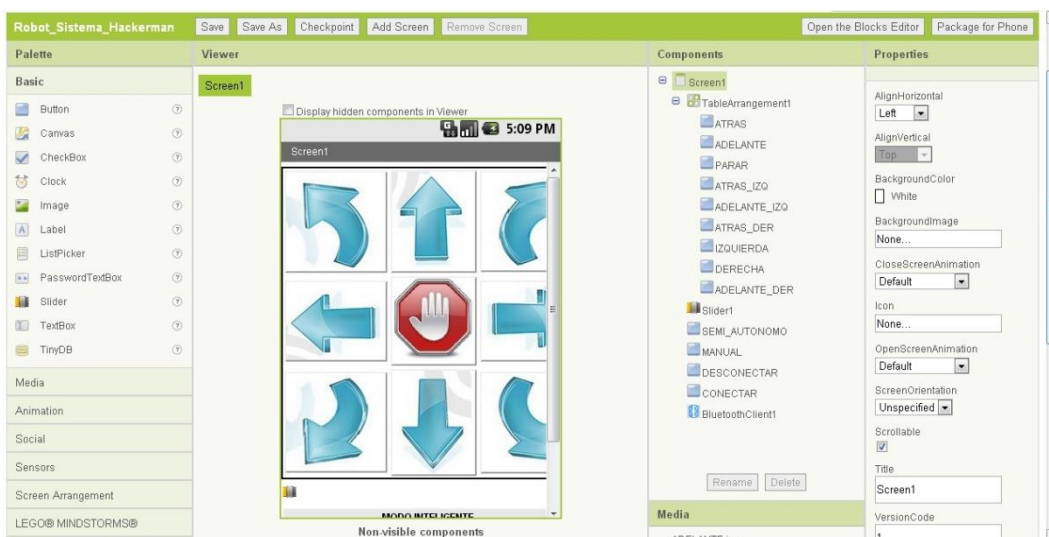 Robot_Sistema_Hackerman Save Save As Checkpoint Add Screen Remove Screen Open the Blocks Editor Package for Phone
Palette
Basic
Button
Canvas
CheckBox
Clock
Image
Label
ListPicker
PasswordTextBox
Slider
TextBox
TinyDB
Media
Animation
Social
Sensors
Screen Arrangement
LEGO® MINDSTORMS®
Viewer
Screen1
Display hidden components in Viewer
5:09 PM
Screen1
MODO INTELIGENTE
Non-visible components
Components
Screen1
TableArrangement1
ATRAS
ADELANTE
PARAR
ATRAS_IZQ
ADELANTE_IZQ
ATRAS_DER
IZQUIERDA
DERECHA
ADELANTE_DER
Slider1
SEMI_AUTONOMO
MANUAL
DESCONECTAR
CONECTAR
BluetoothClient1
Rename Delete
Media
Properties
AlignHorizontal
Left
AlignVertical
Top
BackgroundColor
White
BackgroundImage
None...
CloseScreenAnimation
Default
Icon
None...
OpenScreenAnimation
Default
ScreenOrientation
Unspecified
Scrollable
Title
Screen1
VersionCode